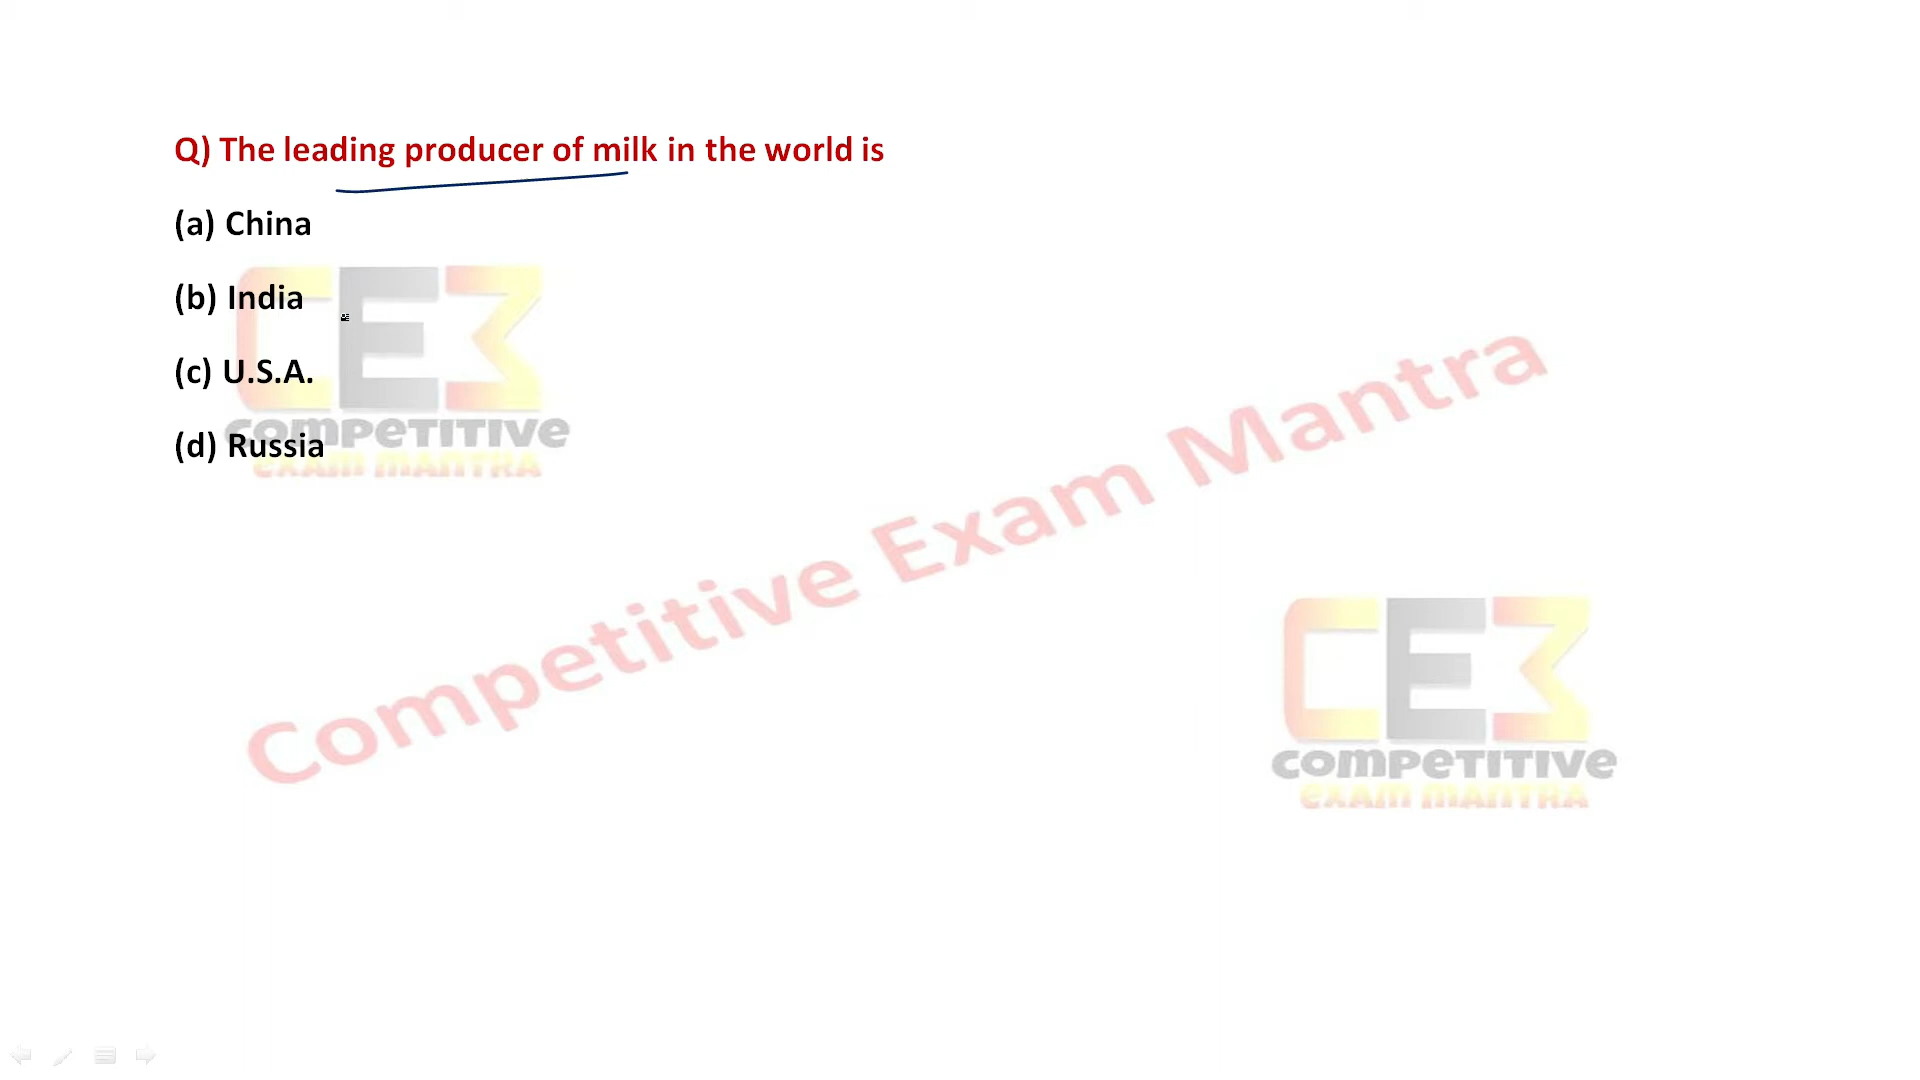 Q) The leading producer of milk in the world is
(a) China
(b) India
(c) U.S.A.
(d) Russia
CEM
COMPETITIVE
EXAM MANTRA
Competitive Exam Mantra
CEM
COMPETITIVE
EXAM MANTRA